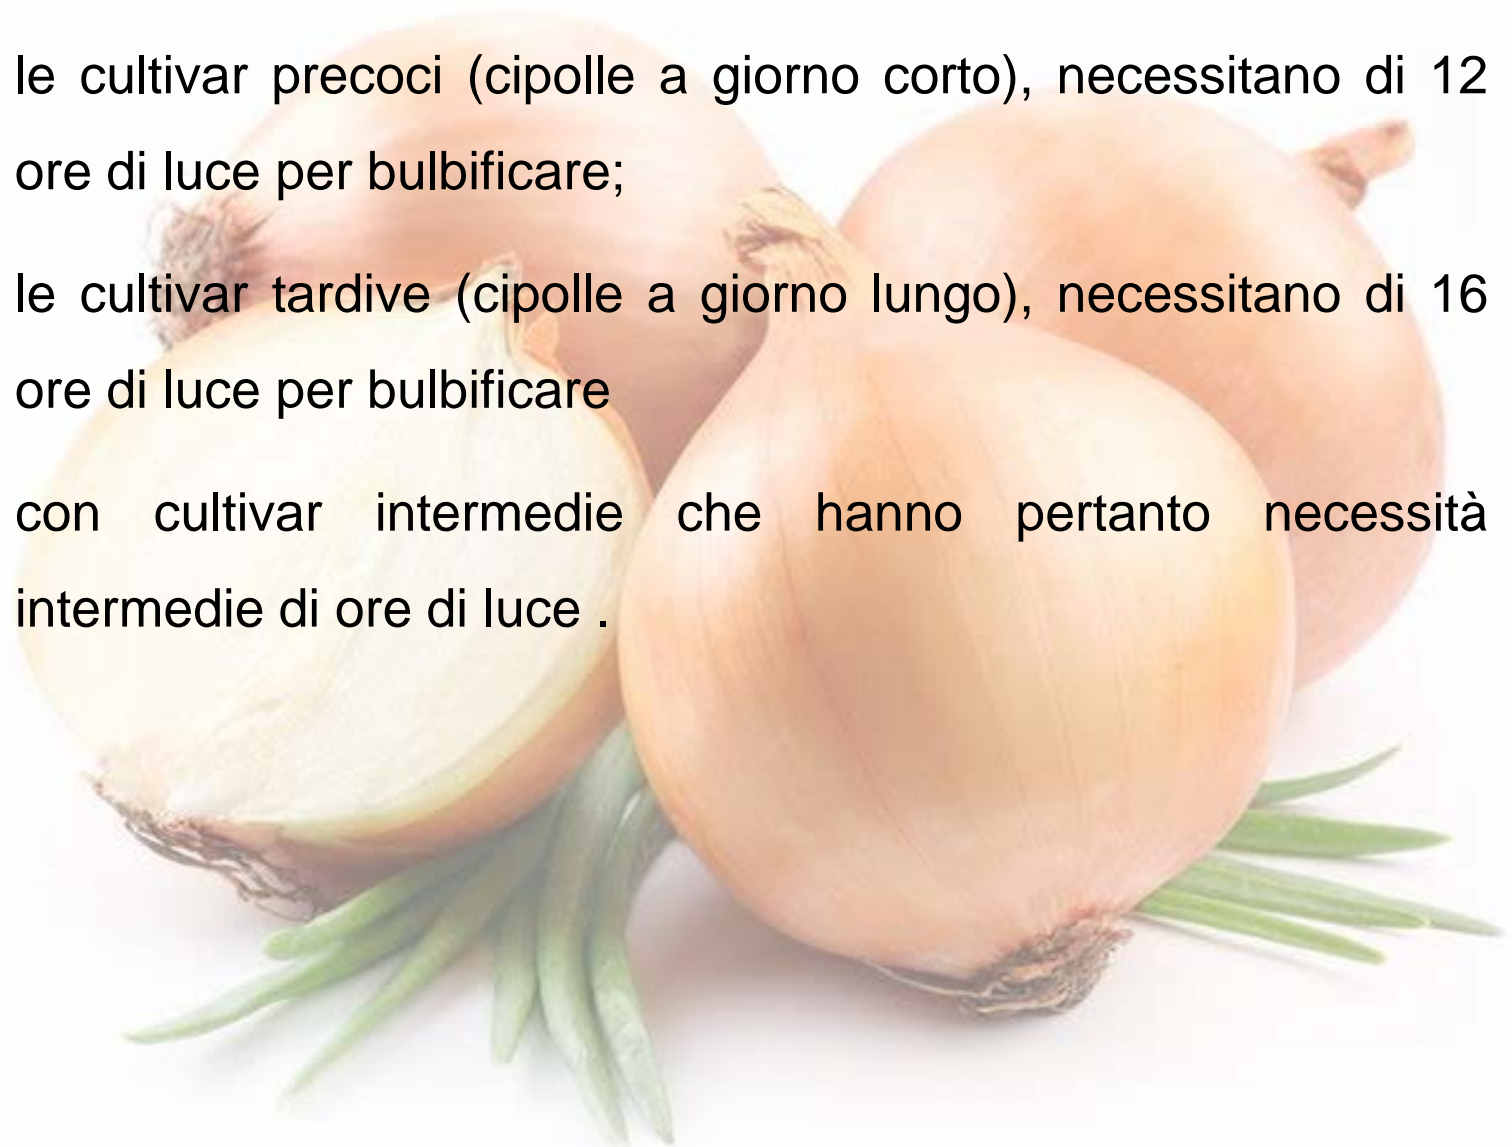 le cultivar precoci (cipolle a giorno corto), necessitano di 12
ore di luce per bulbificare;
le cultivar tardive (cipolle a giorno lungo), necessitano di 16
ore di luce per bulbificare
con cultivar intermedie che hanno pertanto necessità
intermedie di ore di luce .